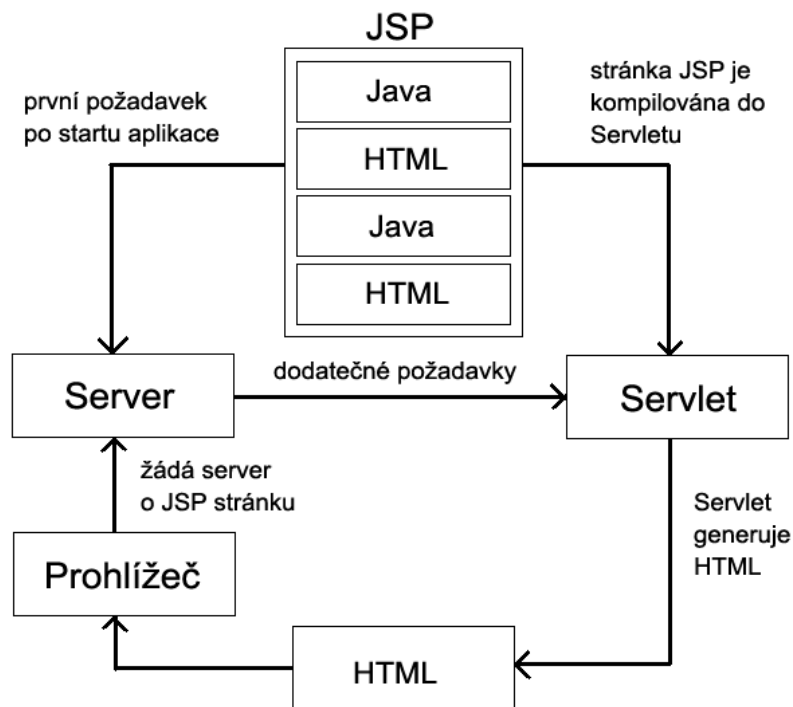 JSP
Java
HTML
Java
HTML
první požadavek
po startu aplikace
stránka JSP je
kompilována do
Servletu
Server
dodatečné požadavky
Servlet
žádá server
o JSP stránku
Servlet
generuje
HTML
Prohlížeč
HTML